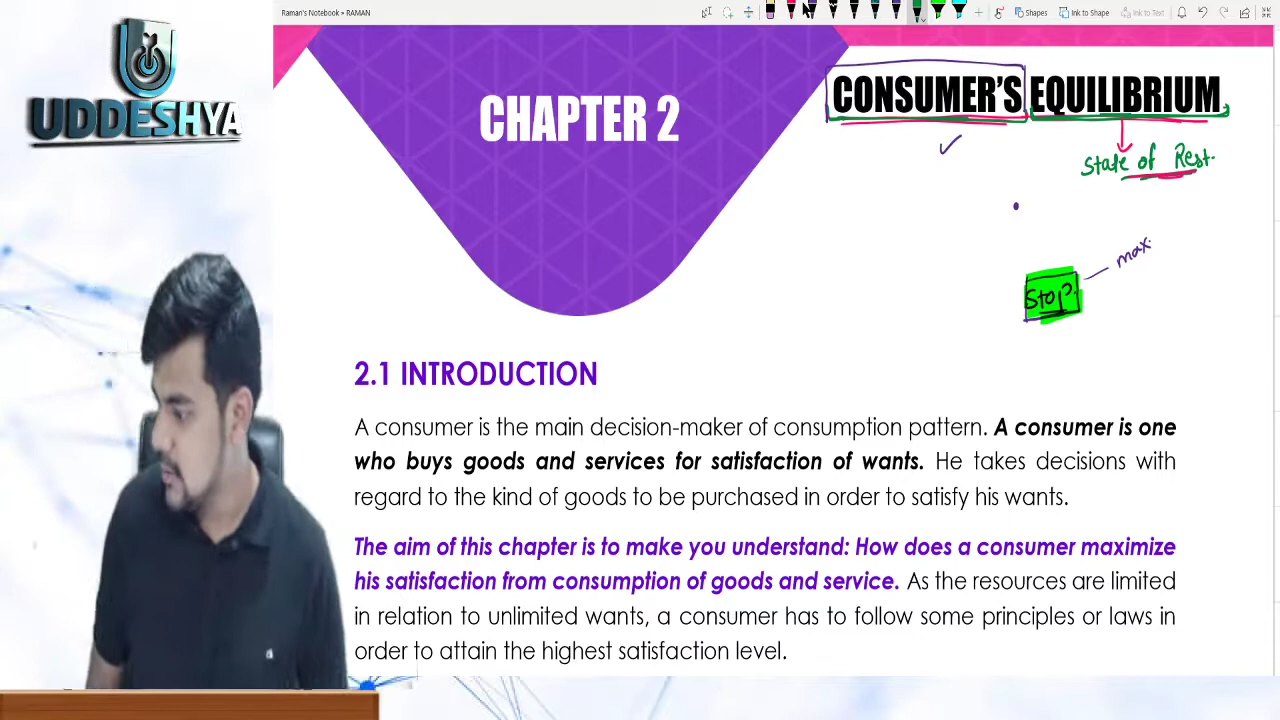 Raman's Notebook » RAMAN
Shapes
Ink to Shape
Ink to Text
UDDESHYA
CHAPTER 2
CONSUMER'S EQUILIBRIUM
State of Rest.
max.
Stop.
2.1 INTRODUCTION
A consumer is the main decision-maker of consumption pattern. A consumer is one
who buys goods and services for satisfaction of wants. He takes decisions with
regard to the kind of goods to be purchased in order to satisfy his wants.
The aim of this chapter is to make you understand: How does a consumer maximize
his satisfaction from consumption of goods and service. As the resources are limited
in relation to unlimited wants, a consumer has to follow some principles or laws in
order to attain the highest satisfaction level.